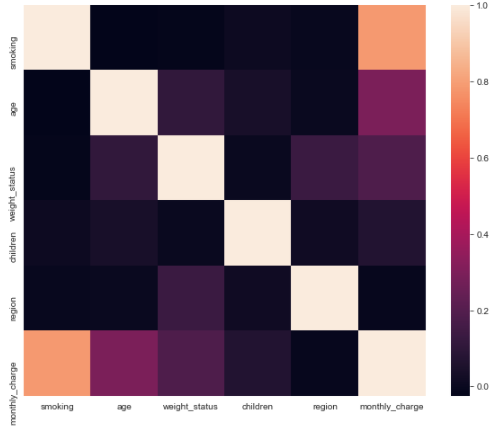 smoking
age
weight_status
children
region
monthly_charge
smoking
age
weight_status
children
region
monthly_charge
1.0
0.8
0.6
0.4
0.2
0.0